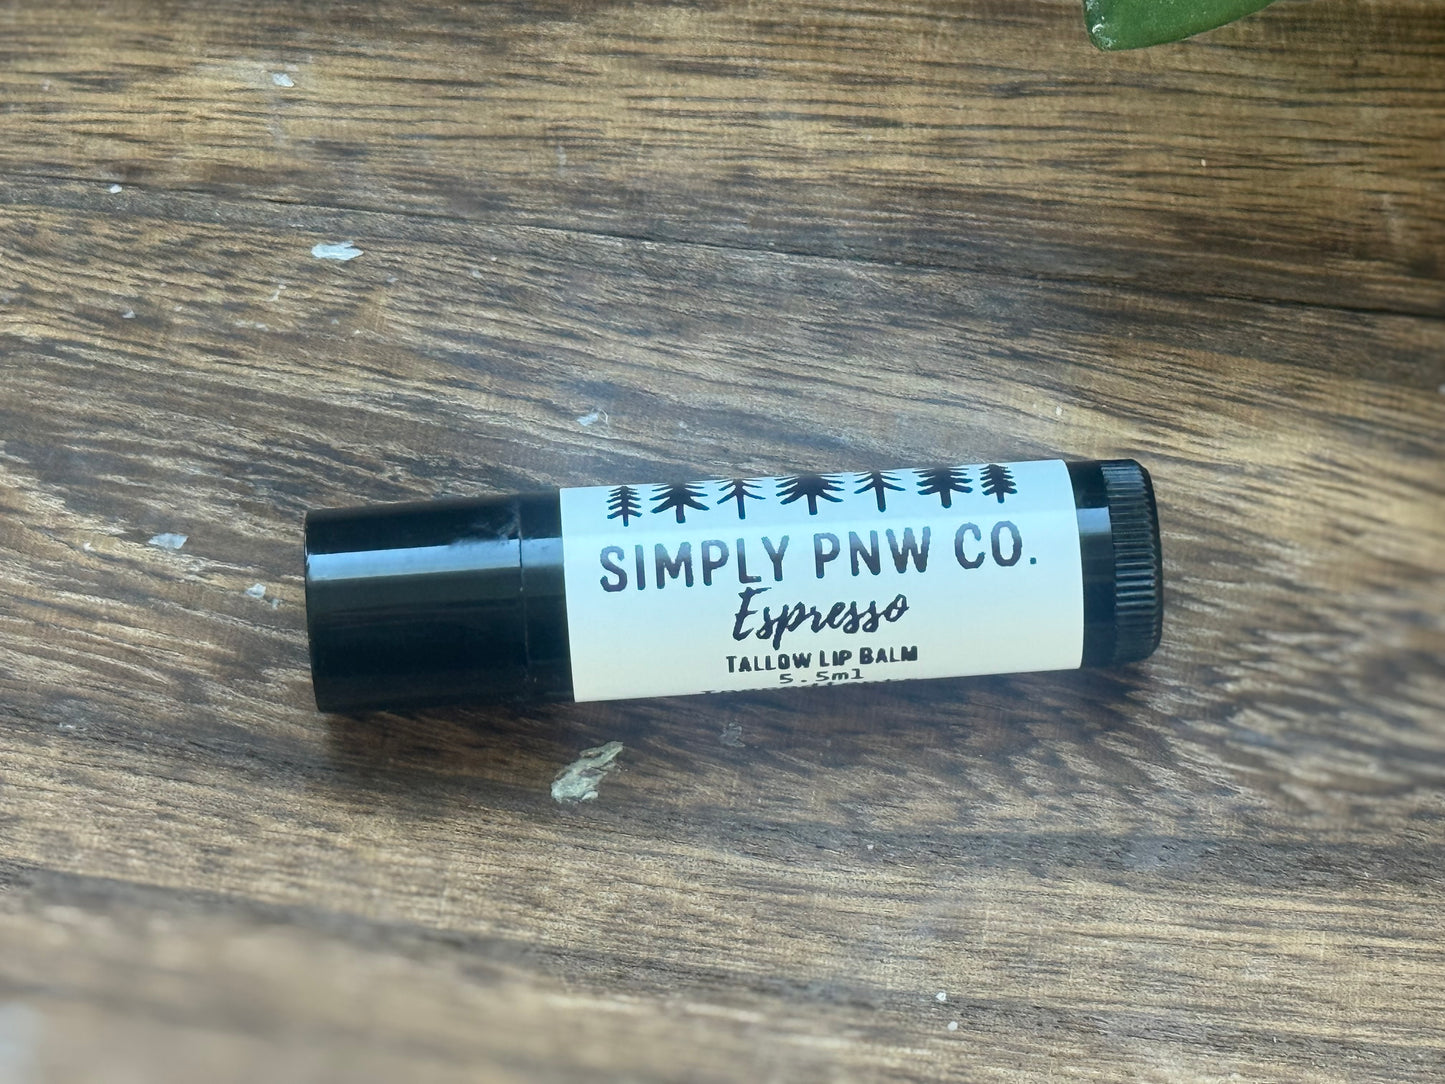 SIMPLY PNW CO.
Espresso
TALLOW LIP BALM
5.5ml